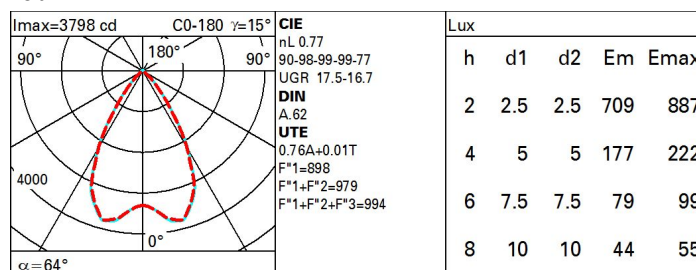 Imax=3798 cd C0-180 γ=15°
90° 180° 90°
4000
0°
α=64°
CIE
nL 0.77
90-98-99-99-77
UGR 17.5-16.7
DIN
A.62
UTE
0.76A+0.01T
F"1=898
F"1+F"2=979
F"1+F"2+F"3=994
Lux
h d1 d2 Em Emax
2 2.5 2.5 709 887
4 5 5 177 222
6 7.5 7.5 79 99
8 10 10 44 55